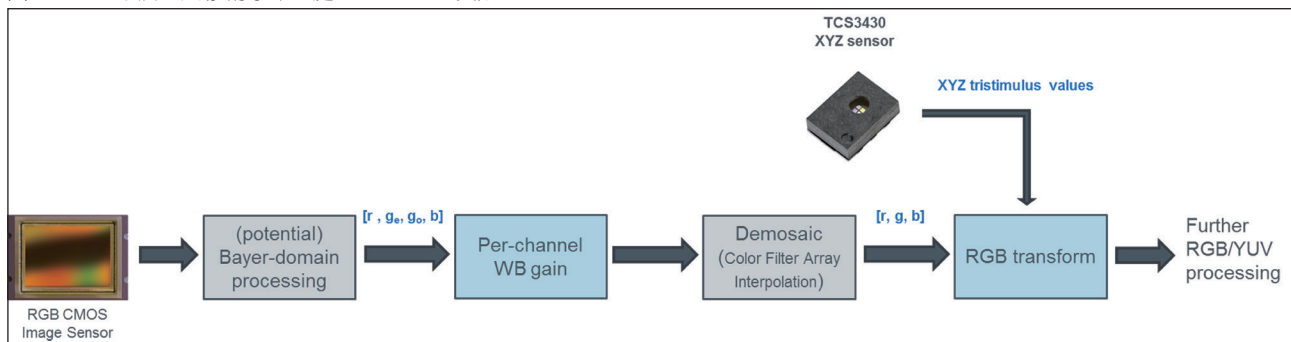 TCS3430
XYZ sensor
XYZ tristimulus values
[r , gₑ, gₒ, b]
[r, g, b]
(potential)
Bayer-domain
processing
Per-channel
WB gain
Demosaic
(Color Filter Array
Interpolation)
RGB transform
Further
RGB/YUV
processing
RGB CMOS
Image Sensor